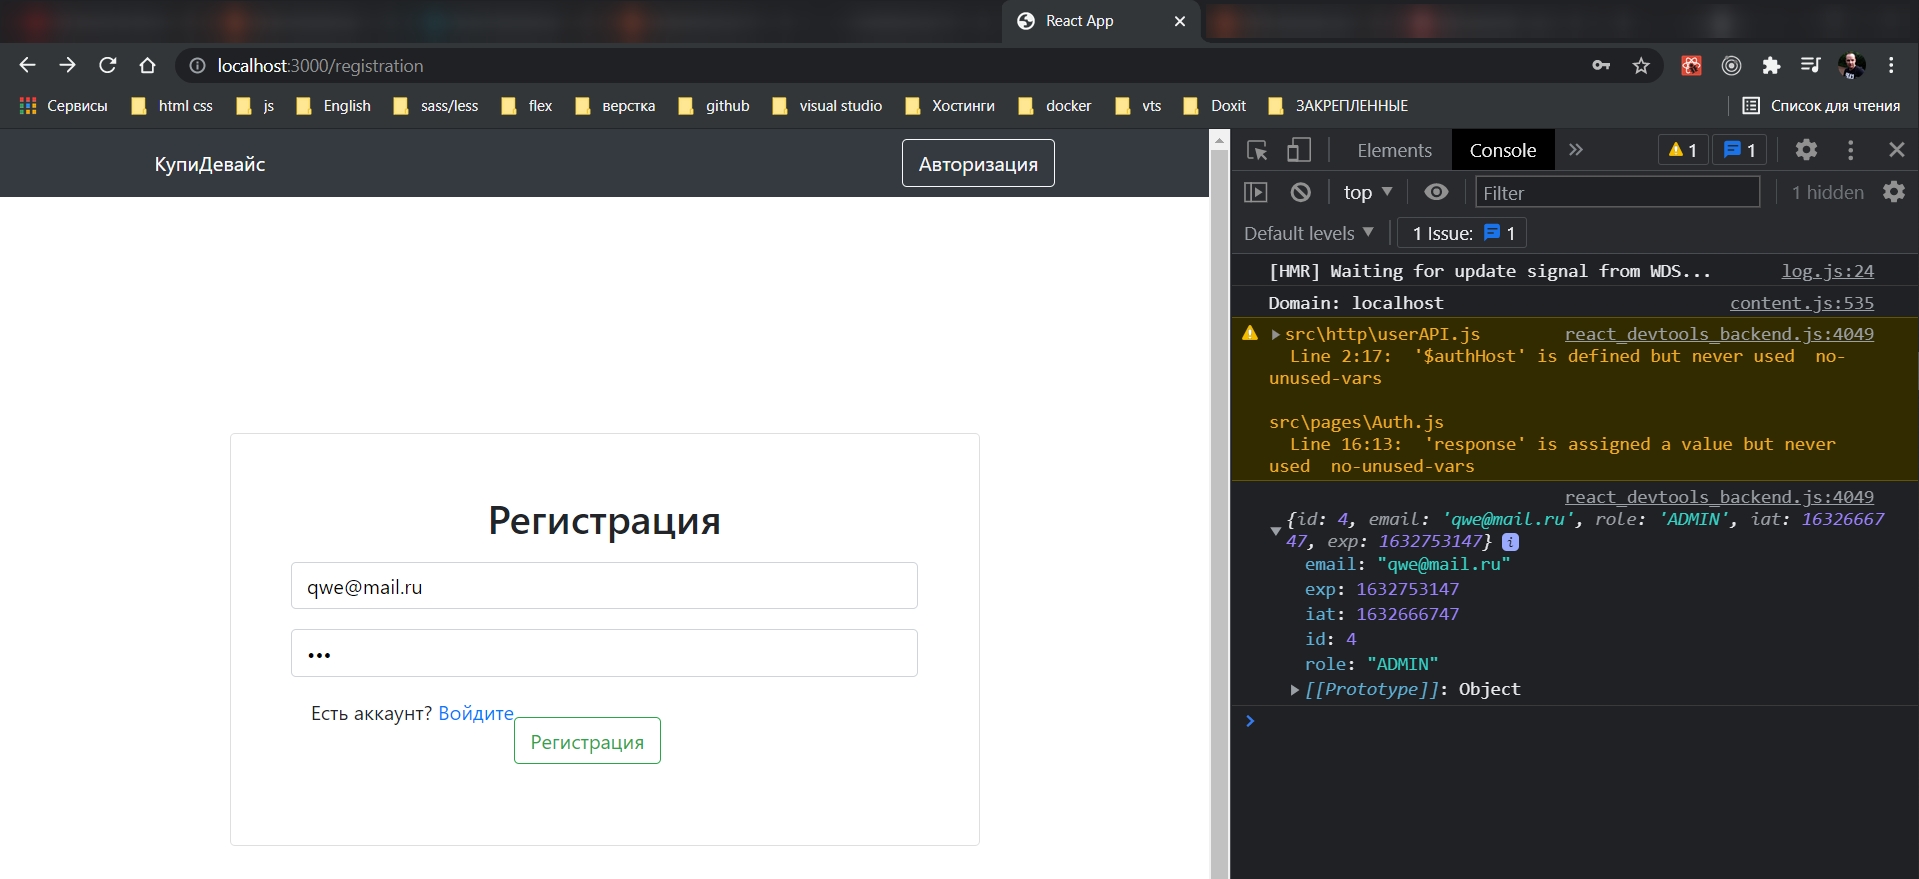 React App
localhost:3000/registration
Сервисы html css js English sass/less flex верстка github visual studio Хостинги docker vts Doxit ЗАКРЕПЛЕННЫЕ Список для чтения
КупиДевайс Авторизация
Регистрация
qwe@mail.ru
•••
Есть аккаунт? Войдите
Регистрация
Elements Console 1 1
top Filter 1 hidden
Default levels 1 Issue: 1
[HMR] Waiting for update signal from WDS... log.js:24
Domain: localhost content.js:535
src\http\userAPI.js react_devtools_backend.js:4049
Line 2:17: '$authHost' is defined but never used no-
unused-vars
src\pages\Auth.js
Line 16:13: 'response' is assigned a value but never
used no-unused-vars
react_devtools_backend.js:4049
{id: 4, email: 'qwe@mail.ru', role: 'ADMIN', iat: 16326667
47, exp: 1632753147} i
email: "qwe@mail.ru"
exp: 1632753147
iat: 1632666747
id: 4
role: "ADMIN"
[[Prototype]]: Object